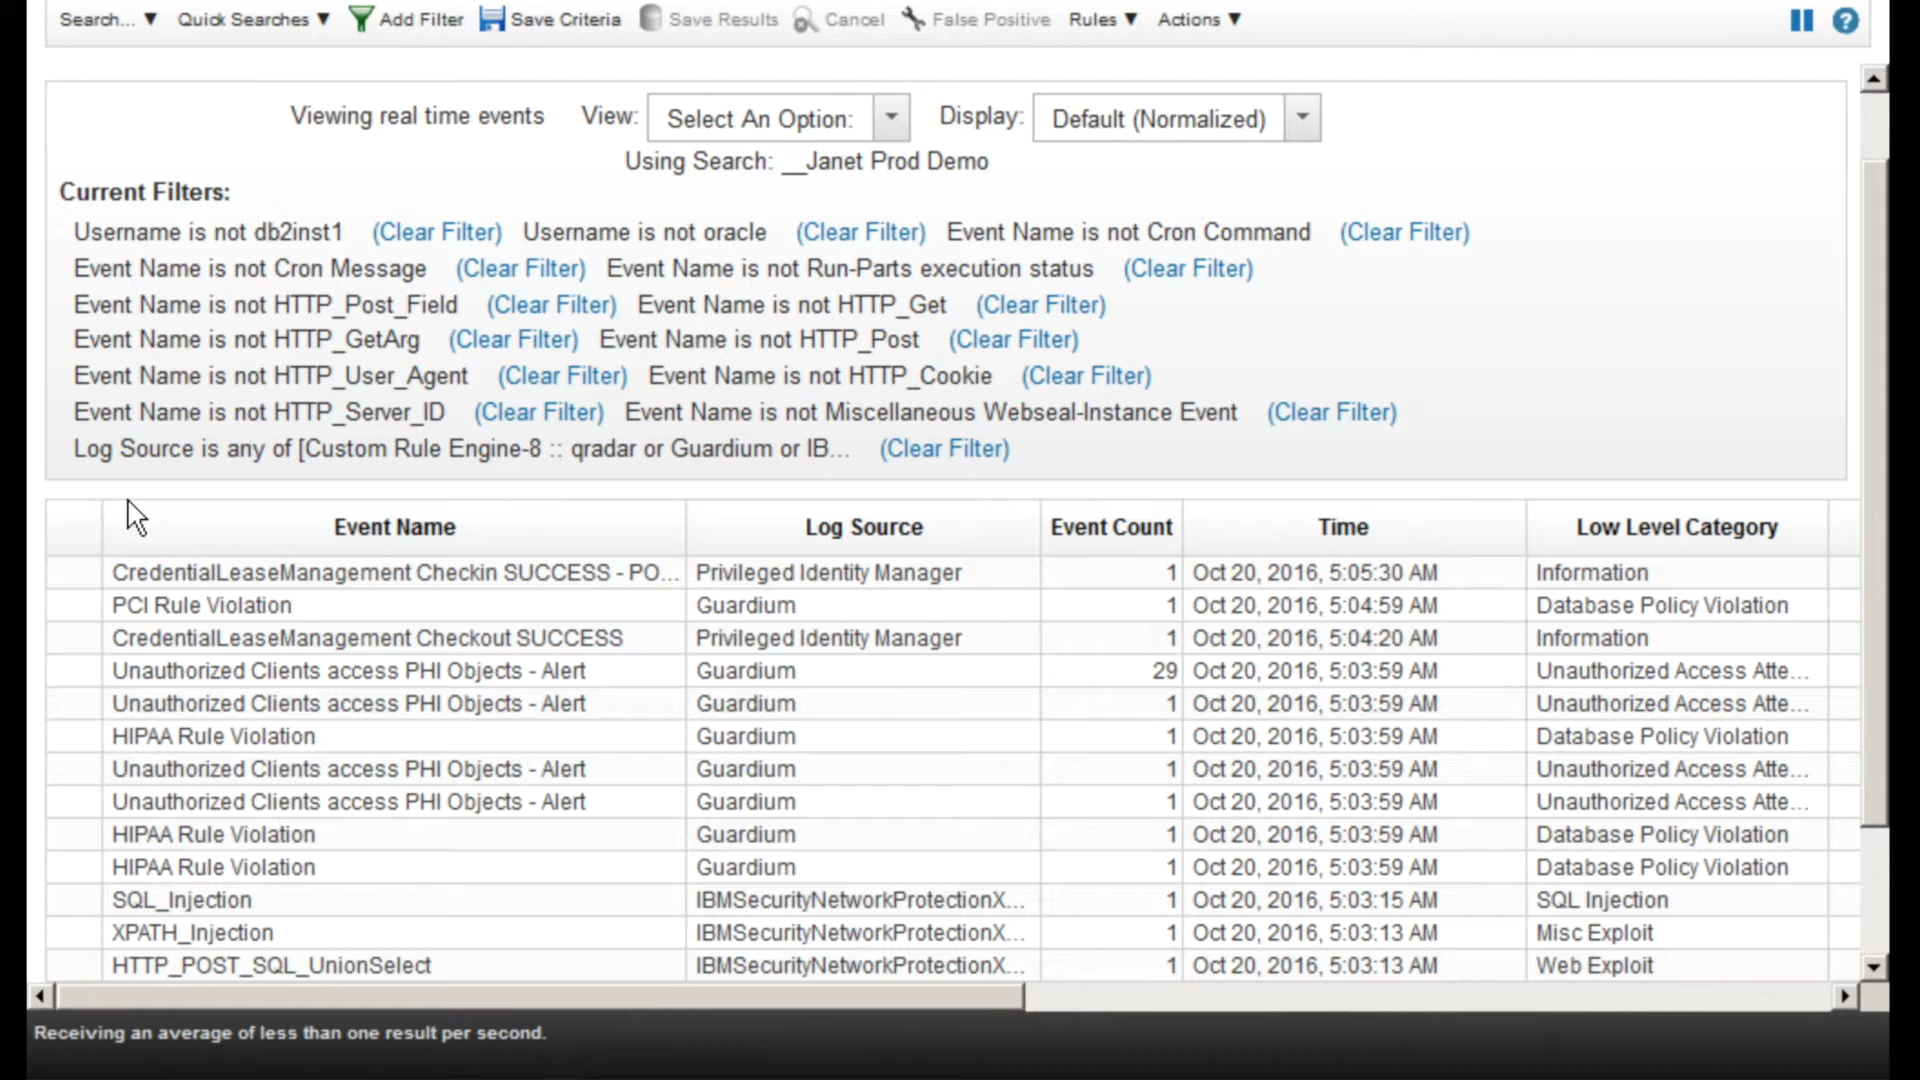 Search... ▼ Quick Searches ▼ Add Filter Save Criteria Save Results Cancel False Positive Rules ▼ Actions ▼ ?
Viewing real time events View: Select An Option: Display: Default (Normalized)
Using Search: __Janet Prod Demo
Current Filters:
Username is not db2inst1 (Clear Filter) Username is not oracle (Clear Filter) Event Name is not Cron Command (Clear Filter)
Event Name is not Cron Message (Clear Filter) Event Name is not Run-Parts execution status (Clear Filter)
Event Name is not HTTP_Post_Field (Clear Filter) Event Name is not HTTP_Get (Clear Filter)
Event Name is not HTTP_GetArg (Clear Filter) Event Name is not HTTP_Post (Clear Filter)
Event Name is not HTTP_User_Agent (Clear Filter) Event Name is not HTTP_Cookie (Clear Filter)
Event Name is not HTTP_Server_ID (Clear Filter) Event Name is not Miscellaneous Webseal-Instance Event (Clear Filter)
Log Source is any of [Custom Rule Engine-8 :: qradar or Guardium or IB... (Clear Filter)
Event Name Log Source Event Count Time Low Level Category
CredentialLeaseManagement Checkin SUCCESS - PO... Privileged Identity Manager 1 Oct 20, 2016, 5:05:30 AM Information
PCI Rule Violation Guardium 1 Oct 20, 2016, 5:04:59 AM Database Policy Violation
CredentialLeaseManagement Checkout SUCCESS Privileged Identity Manager 1 Oct 20, 2016, 5:04:20 AM Information
Unauthorized Clients access PHI Objects - Alert Guardium 29 Oct 20, 2016, 5:03:59 AM Unauthorized Access Atte...
Unauthorized Clients access PHI Objects - Alert Guardium 1 Oct 20, 2016, 5:03:59 AM Unauthorized Access Atte...
HIPAA Rule Violation Guardium 1 Oct 20, 2016, 5:03:59 AM Database Policy Violation
Unauthorized Clients access PHI Objects - Alert Guardium 1 Oct 20, 2016, 5:03:59 AM Unauthorized Access Atte...
Unauthorized Clients access PHI Objects - Alert Guardium 1 Oct 20, 2016, 5:03:59 AM Unauthorized Access Atte...
HIPAA Rule Violation Guardium 1 Oct 20, 2016, 5:03:59 AM Database Policy Violation
HIPAA Rule Violation Guardium 1 Oct 20, 2016, 5:03:59 AM Database Policy Violation
SQL_Injection IBMSecurityNetworkProtectionX... 1 Oct 20, 2016, 5:03:15 AM SQL Injection
XPATH_Injection IBMSecurityNetworkProtectionX... 1 Oct 20, 2016, 5:03:13 AM Misc Exploit
HTTP_POST_SQL_UnionSelect IBMSecurityNetworkProtectionX... 1 Oct 20, 2016, 5:03:13 AM Web Exploit
Receiving an average of less than one result per second.